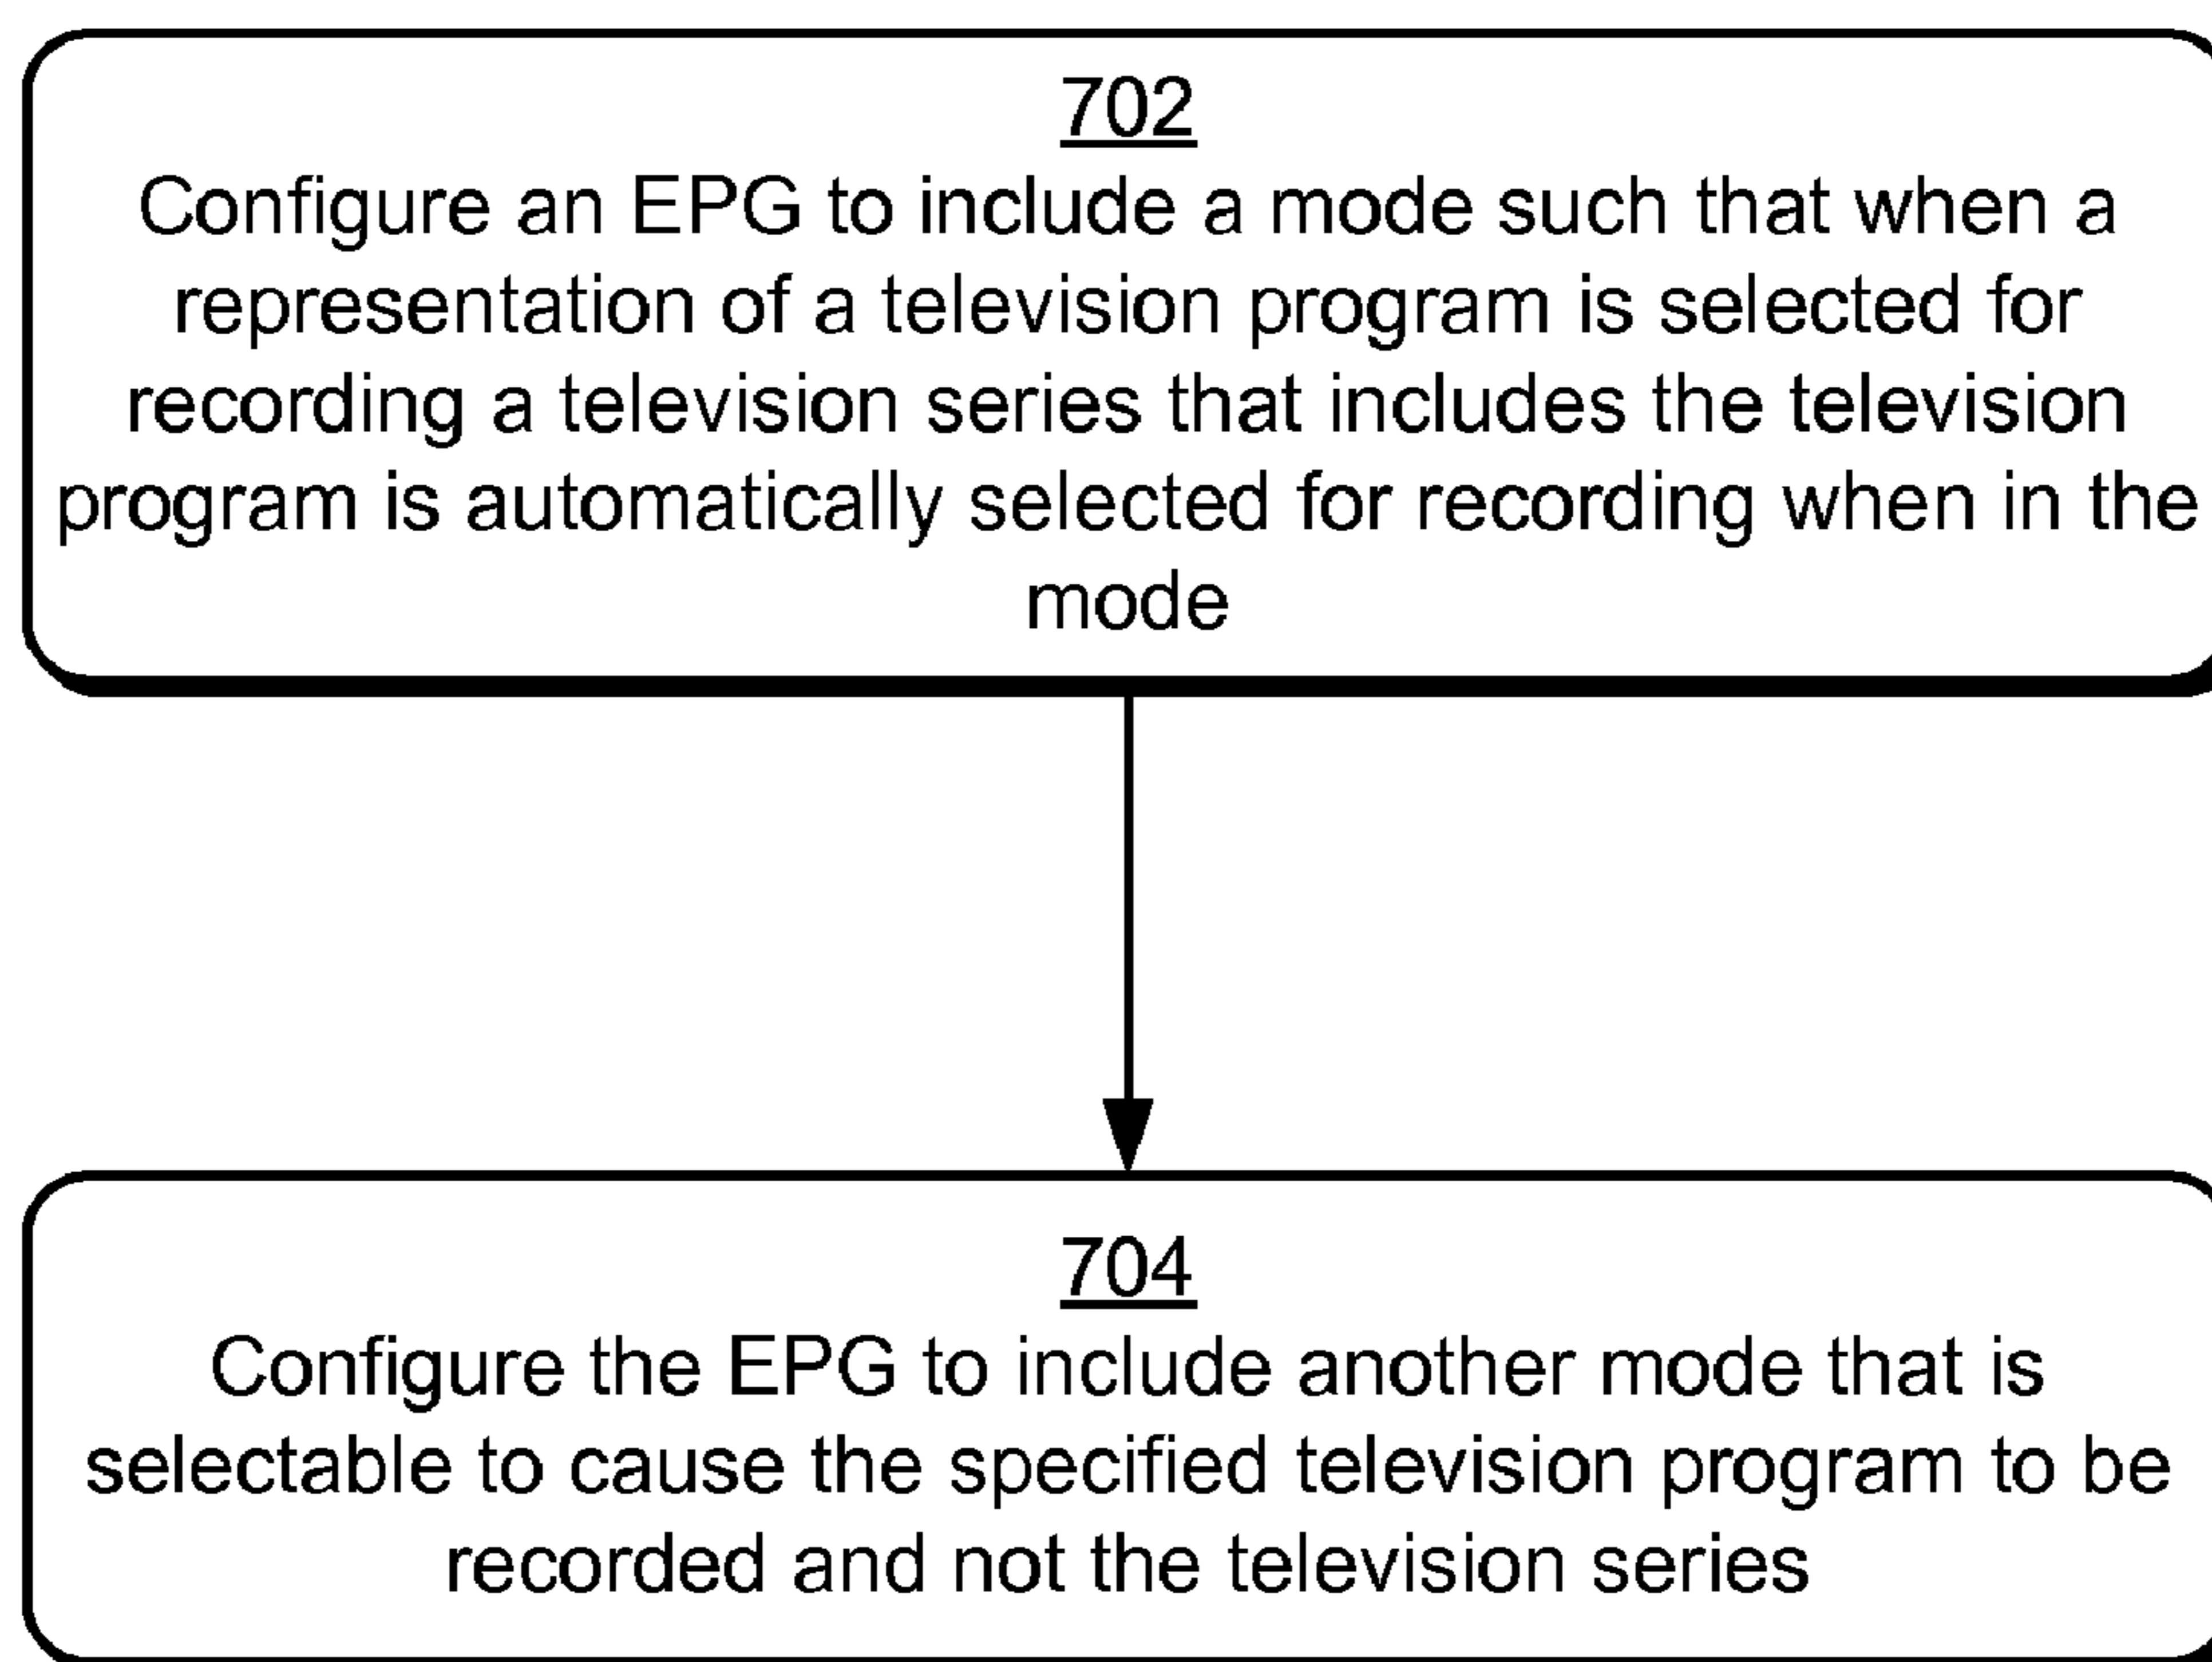 702
Configure an EPG to include a mode such that when a
representation of a television program is selected for
recording a television series that includes the television
program is automatically selected for recording when in the
mode
704
Configure the EPG to include another mode that is
selectable to cause the specified television program to be
recorded and not the television series